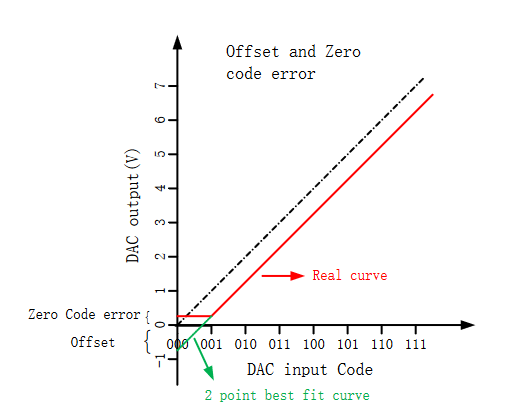 Offset and Zero
code error
7
6
5
4
3
2
1
0
-1
DAC output(V)
Real curve
Zero Code error{
Offset {
000 001 010 011 100 101 110 111
DAC input Code
2 point best fit curve